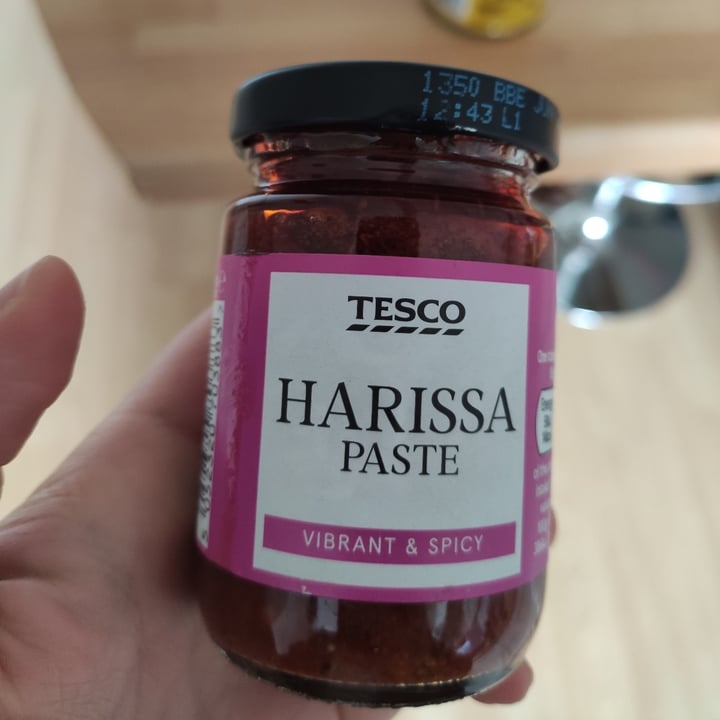 1350 BBE
12:43 L1
TESCO
HARISSA
PASTE
VIBRANT & SPICY